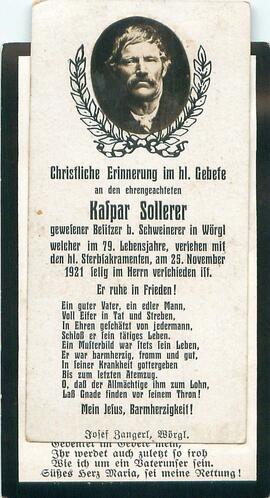 Christliche Erinnerung im hl. Gebete
an den ehrengeachteten
Kaspar Sollerer
gewesener Besitzer b. Schweinerer in Wörgl
welcher im 79. Lebensjahre, versehen mit
den hl. Sterbsakramenten, am 25. November
1921 selig im Herrn verschieden ist.
Er ruhe in Frieden!
Ein guter Vater, ein edler Mann,
Voll Eifer in Tat und Streben,
In Ehren geschätzt von jedermann,
Schloß er sein tätiges Leben.
Ein Musterbild war stets sein Leben,
Er war barmherzig, fromm und gut,
In seiner Krankheit gottergeben
Bis zum letzten Atemzug.
O, daß der Allmächtige ihm zum Lohn,
Laß Gnade finden vor seinem Thron!
Mein Jesus, Barmherzigkeit!
Josef Zangerl, Wörgl.
Gedenket im Gebete mein,
Ihr werdet auch zuletzt so froh
Wie ich um ein Vaterunser sein.
Süßes Herz Maria, sei meine Rettung!